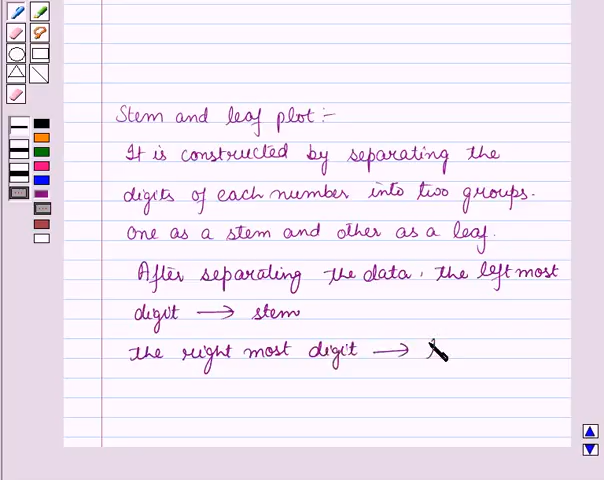 Stem and leaf plot :-
It is constructed by separating the
digits of each number into two groups.
One as a stem and other as a leaf.
After separating the data, the left most
digit → stem
the right most digit →